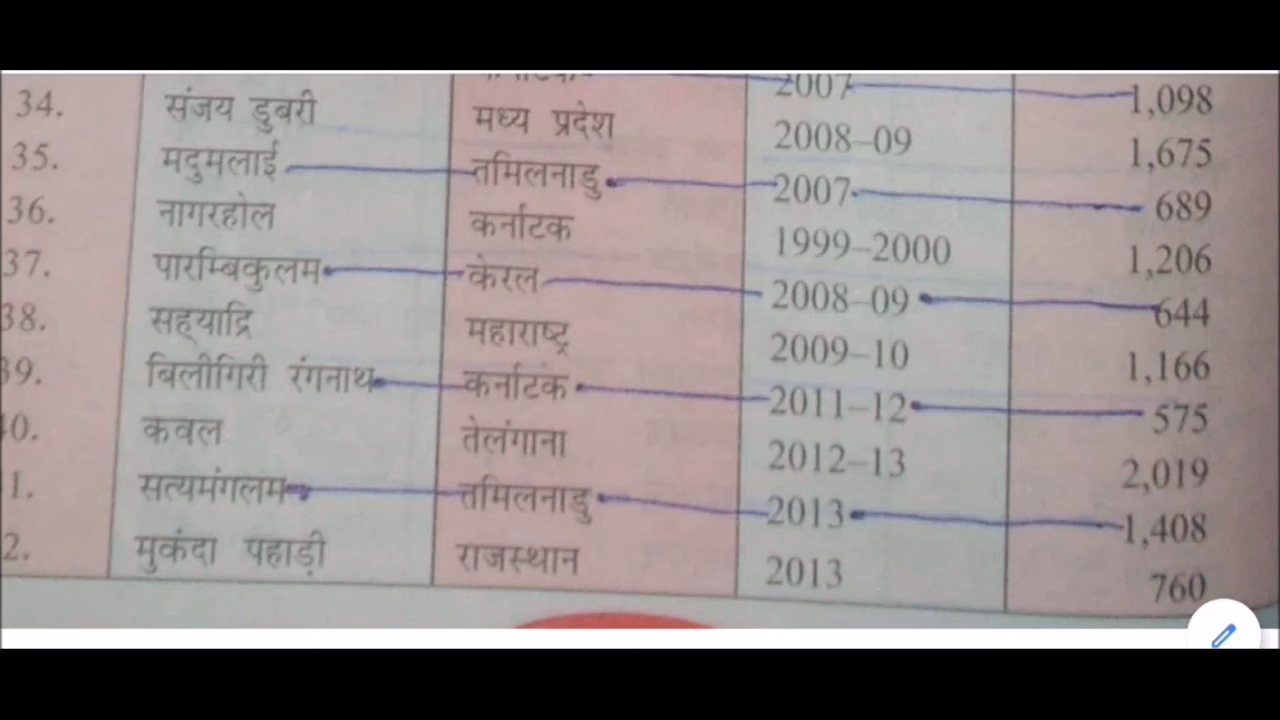 2007 1,098
34. संजय डुबरी मध्य प्रदेश 2008–09 1,675
35. मदुमलाई तमिलनाडु 2007 689
36. नागरहोल कर्नाटक 1999–2000 1,206
37. पारम्बिकुलम केरल 2008–09 644
38. सह्याद्रि महाराष्ट्र 2009–10 1,166
39. बिलीगिरी रंगनाथ कर्नाटक 2011–12 575
40. कवल तेलंगाना 2012–13 2,019
1. सत्यमंगलम तमिलनाडु 2013 1,408
2. मुकंदा पहाड़ी राजस्थान 2013 760